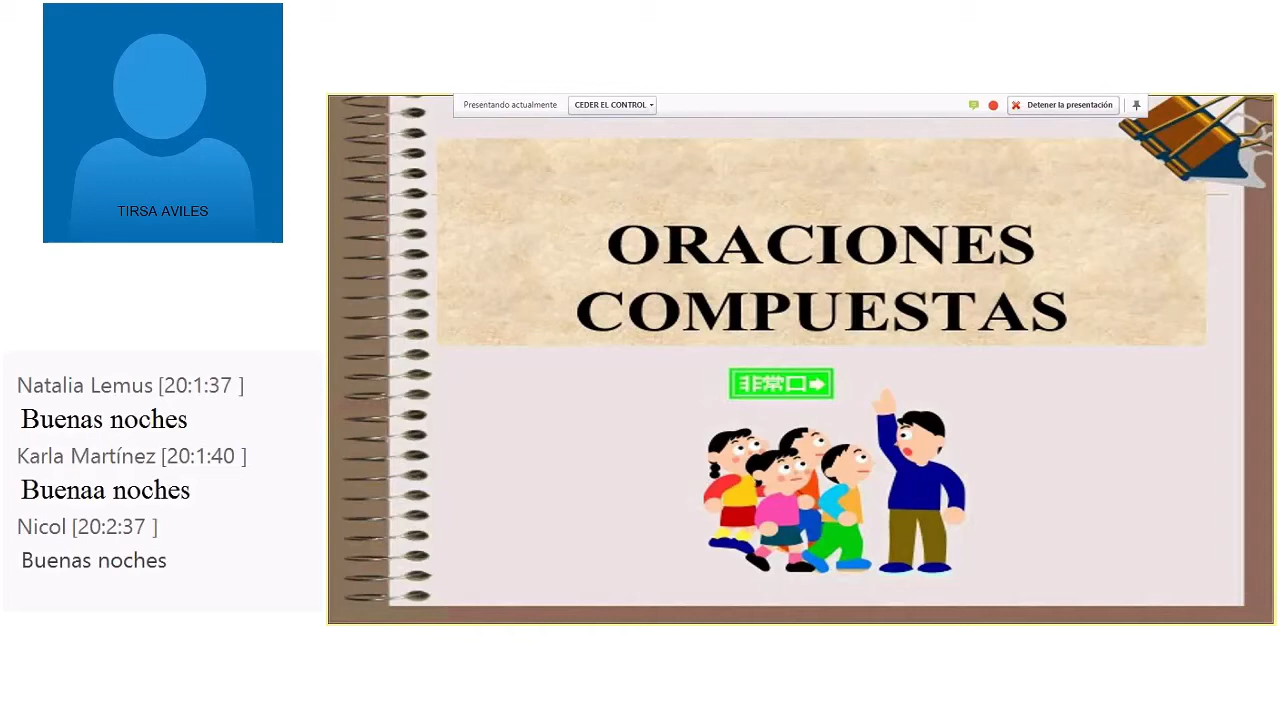 TIRSA AVILES
Natalia Lemus [20:1:37 ]
Buenas noches
Karla Martínez [20:1:40 ]
Buenaa noches
Nicol [20:2:37 ]
Buenas noches
Presentando actualmente
CEDER EL CONTROL
Detener la presentación
ORACIONES
COMPUESTAS
非常口